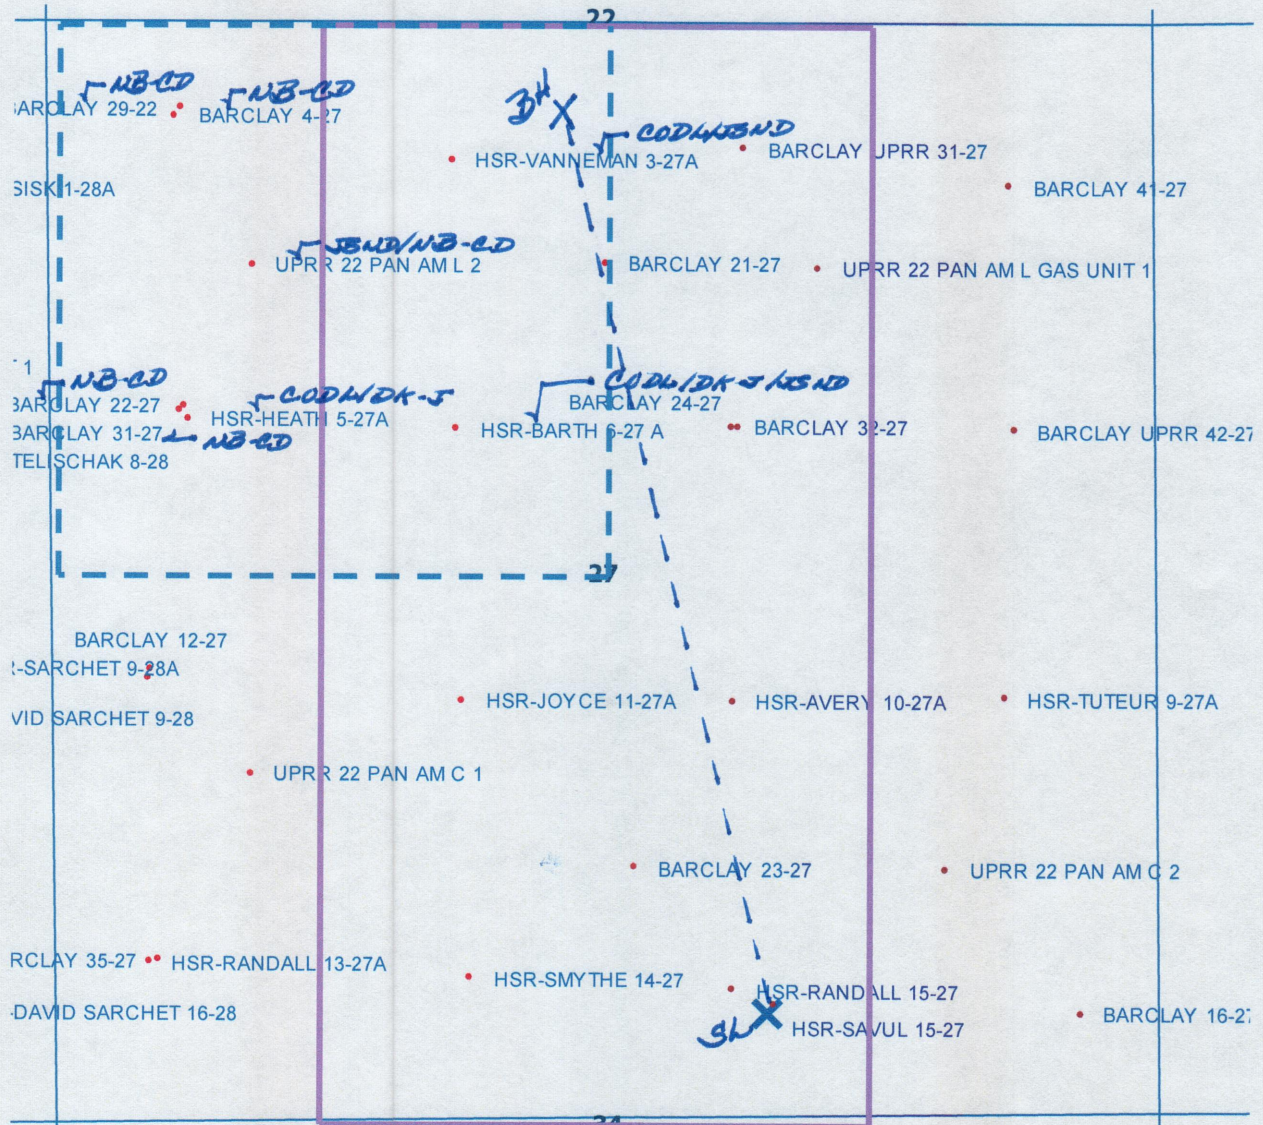 22
NB-CD
NB-CD
BARCLAY 29-22
BARCLAY 4-27
BH
CODL/JBND
HSR-VANNEMAN 3-27A
BARCLAY UPRR 31-27
SISK 1-28A
BARCLAY 41-27
JBND/NB-CD
UPRR 22 PAN AM L 2
BARCLAY 21-27
UPRR 22 PAN AM L GAS UNIT 1
1
NB-CD
CODL/DK-J
CODL/DK-J/JBND
BARCLAY 22-27
HSR-HEATH 5-27A
BARCLAY 24-27
BARCLAY 31-27
NB-CD
HSR-BARTH 6-27 A
BARCLAY 32-27
BARCLAY UPRR 42-27
TELISCHAK 8-28
27
BARCLAY 12-27
R-SARCHET 9-28A
VID SARCHET 9-28
HSR-JOYCE 11-27A
HSR-AVERY 10-27A
HSR-TUTEUR 9-27A
UPRR 22 PAN AM C 1
BARCLAY 23-27
UPRR 22 PAN AM C 2
RCLAY 35-27
HSR-RANDALL 13-27A
HSR-SMYTHE 14-27
HSR-RANDALL 15-27
DAVID SARCHET 16-28
SL
HSR-SAVUL 15-27
BARCLAY 16-27
34